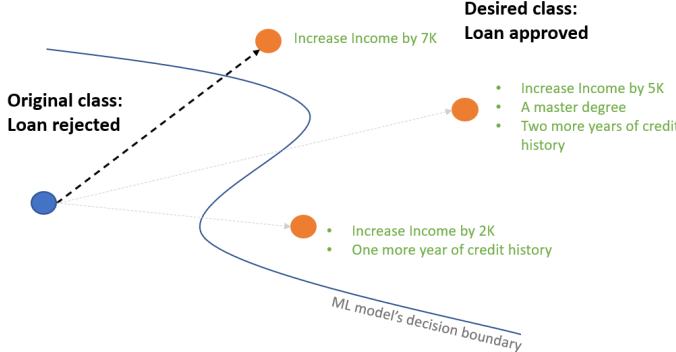 Desired class:
Loan approved
Increase Income by 7K
Original class:
Loan rejected
• Increase Income by 5K
• A master degree
• Two more years of credit
history
• Increase Income by 2K
• One more year of credit history
ML model's decision boundary